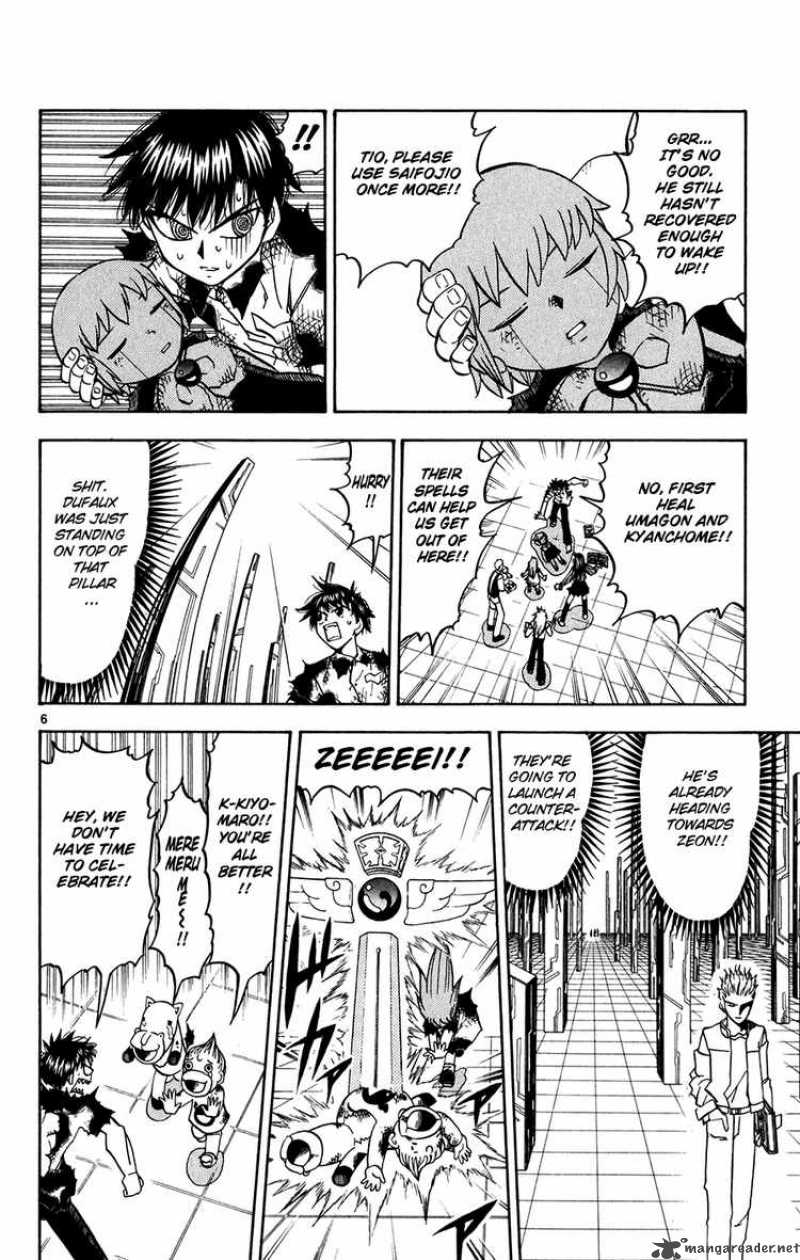 GRR...
IT'S NO
GOOD.
HE STILL
HASN'T
RECOVERED
ENOUGH
TO WAKE
UP!!
TIO, PLEASE
USE SAIFOJIO
ONCE MORE!!
!!
NO, FIRST
HEAL
UMAGON AND
KYANCHOME!!
THEIR
SPELLS
CAN HELP
US GET
OUT OF
HERE!!
HURRY
!!
SHIT.
DUFAUX
WAS JUST
STANDING
ON TOP OF
THAT
PILLAR
...
6
HE'S
ALREADY
HEADING
TOWARDS
ZEON!!
THEY'RE
GOING TO
LAUNCH A
COUNTER-
ATTACK!!
ZEEEEEI!!
K-KIYO-
MARO!!
YOU'RE
ALL
BETTER
!!
MERE
MERU
ME~
!!
HEY, WE
DON'T
HAVE TIME
TO CEL-
EBRATE!!
mangareader.net